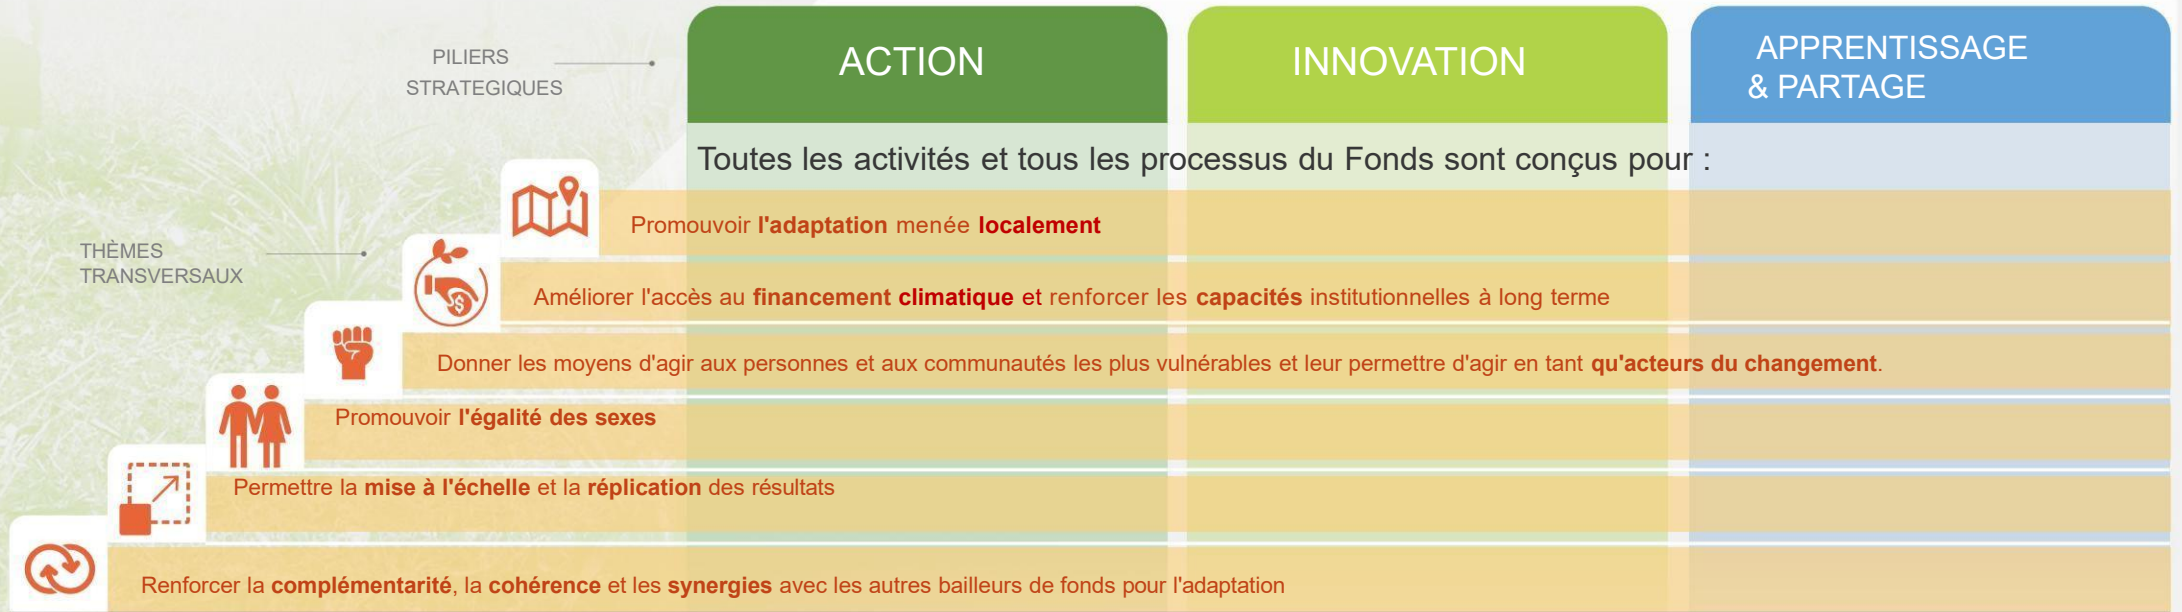 PILIERS
STRATEGIQUES
ACTION
INNOVATION
APPRENTISSAGE
& PARTAGE
Toutes les activités et tous les processus du Fonds sont conçus pour :
THÈMES
TRANSVERSAUX
Promouvoir l'adaptation menée localement
Améliorer l'accès au financement climatique et renforcer les capacités institutionnelles à long terme
Donner les moyens d'agir aux personnes et aux communautés les plus vulnérables et leur permettre d'agir en tant qu'acteurs du changement.
Promouvoir l'égalité des sexes
Permettre la mise à l'échelle et la réplication des résultats
Renforcer la complémentarité, la cohérence et les synergies avec les autres bailleurs de fonds pour l'adaptation